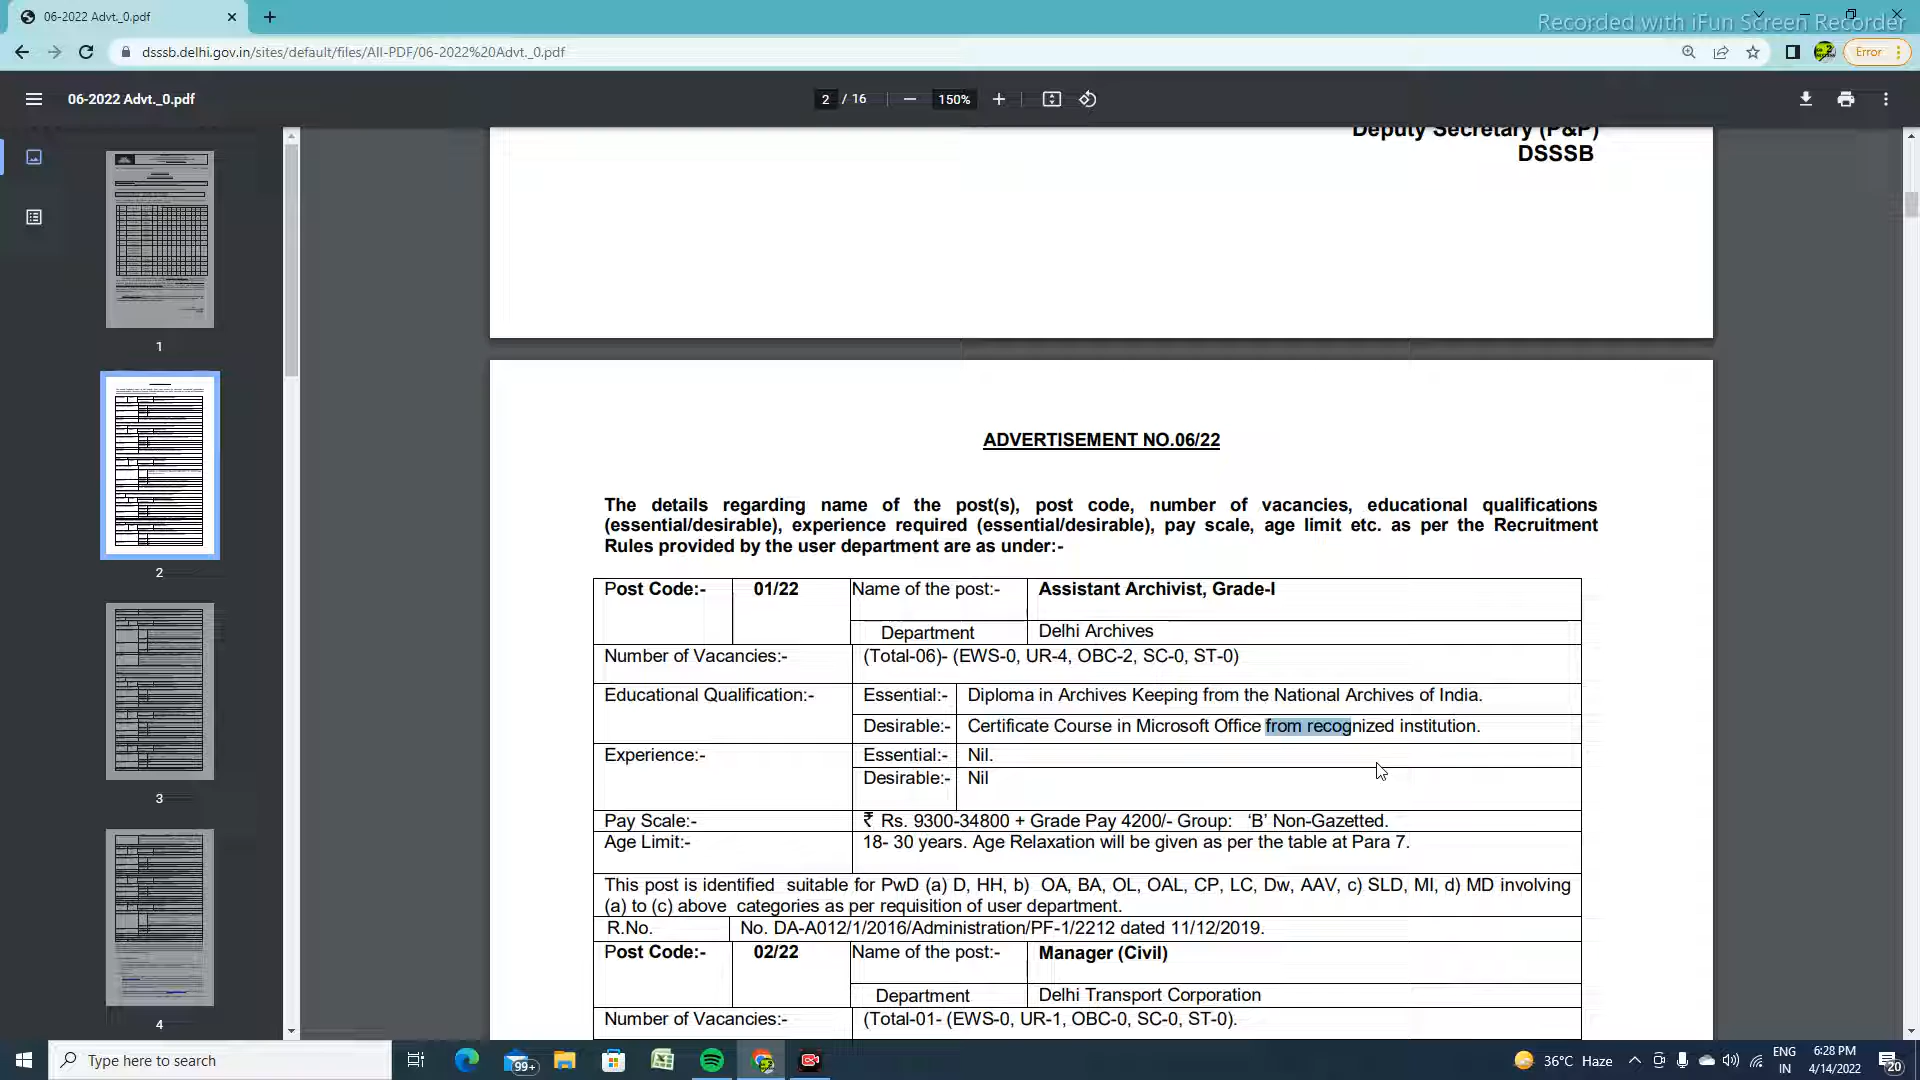 06-2022 Advt._0.pdf
Recorded with iFun Screen Recorder
dsssb.delhi.gov.in/sites/default/files/All-PDF/06-2022%20Advt._0.pdf
Error
06-2022 Advt._0.pdf
2 / 16
150%
Deputy Secretary (P&P)
DSSSB
1
2
3
4
ADVERTISEMENT NO.06/22
The details regarding name of the post(s), post code, number of vacancies, educational qualifications
(essential/desirable), experience required (essential/desirable), pay scale, age limit etc. as per the Recruitment
Rules provided by the user department are as under:-
Post Code:- 01/22 Name of the post:- Assistant Archivist, Grade-I
Department Delhi Archives
Number of Vacancies:- (Total-06)- (EWS-0, UR-4, OBC-2, SC-0, ST-0)
Educational Qualification:- Essential:- Diploma in Archives Keeping from the National Archives of India.
Desirable:- Certificate Course in Microsoft Office from recognized institution.
Experience:- Essential:- Nil.
Desirable:- Nil
Pay Scale:- ₹ Rs. 9300-34800 + Grade Pay 4200/- Group: ‘B’ Non-Gazetted.
Age Limit:- 18- 30 years. Age Relaxation will be given as per the table at Para 7.
This post is identified suitable for PwD (a) D, HH, b) OA, BA, OL, OAL, CP, LC, Dw, AAV, c) SLD, MI, d) MD involving
(a) to (c) above categories as per requisition of user department.
R.No. No. DA-A012/1/2016/Administration/PF-1/2212 dated 11/12/2019.
Post Code:- 02/22 Name of the post:- Manager (Civil)
Department Delhi Transport Corporation
Number of Vacancies:- (Total-01- (EWS-0, UR-1, OBC-0, SC-0, ST-0).
Type here to search
99+
36°C Haze
ENG
IN
6:28 PM
4/14/2022
20